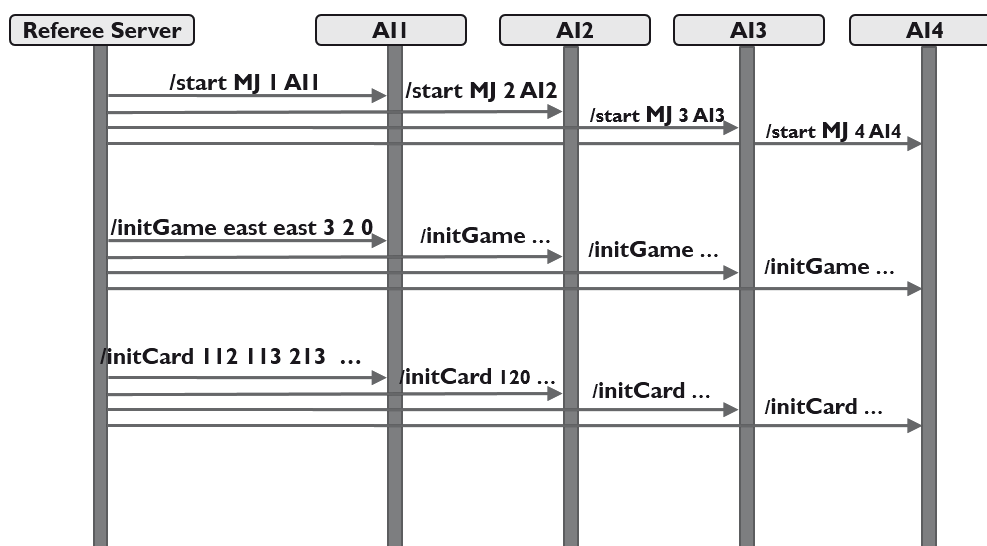 Referee Server
AI1
AI2
AI3
AI4
/start MJ 1 AI1
/start MJ 2 AI2
/start MJ 3 AI3
/start MJ 4 AI4
/initGame east east 3 2 0
/initGame ...
/initGame ...
/initGame ...
/initCard 112 113 213 ...
/initCard 120 ...
/initCard ...
/initCard ...